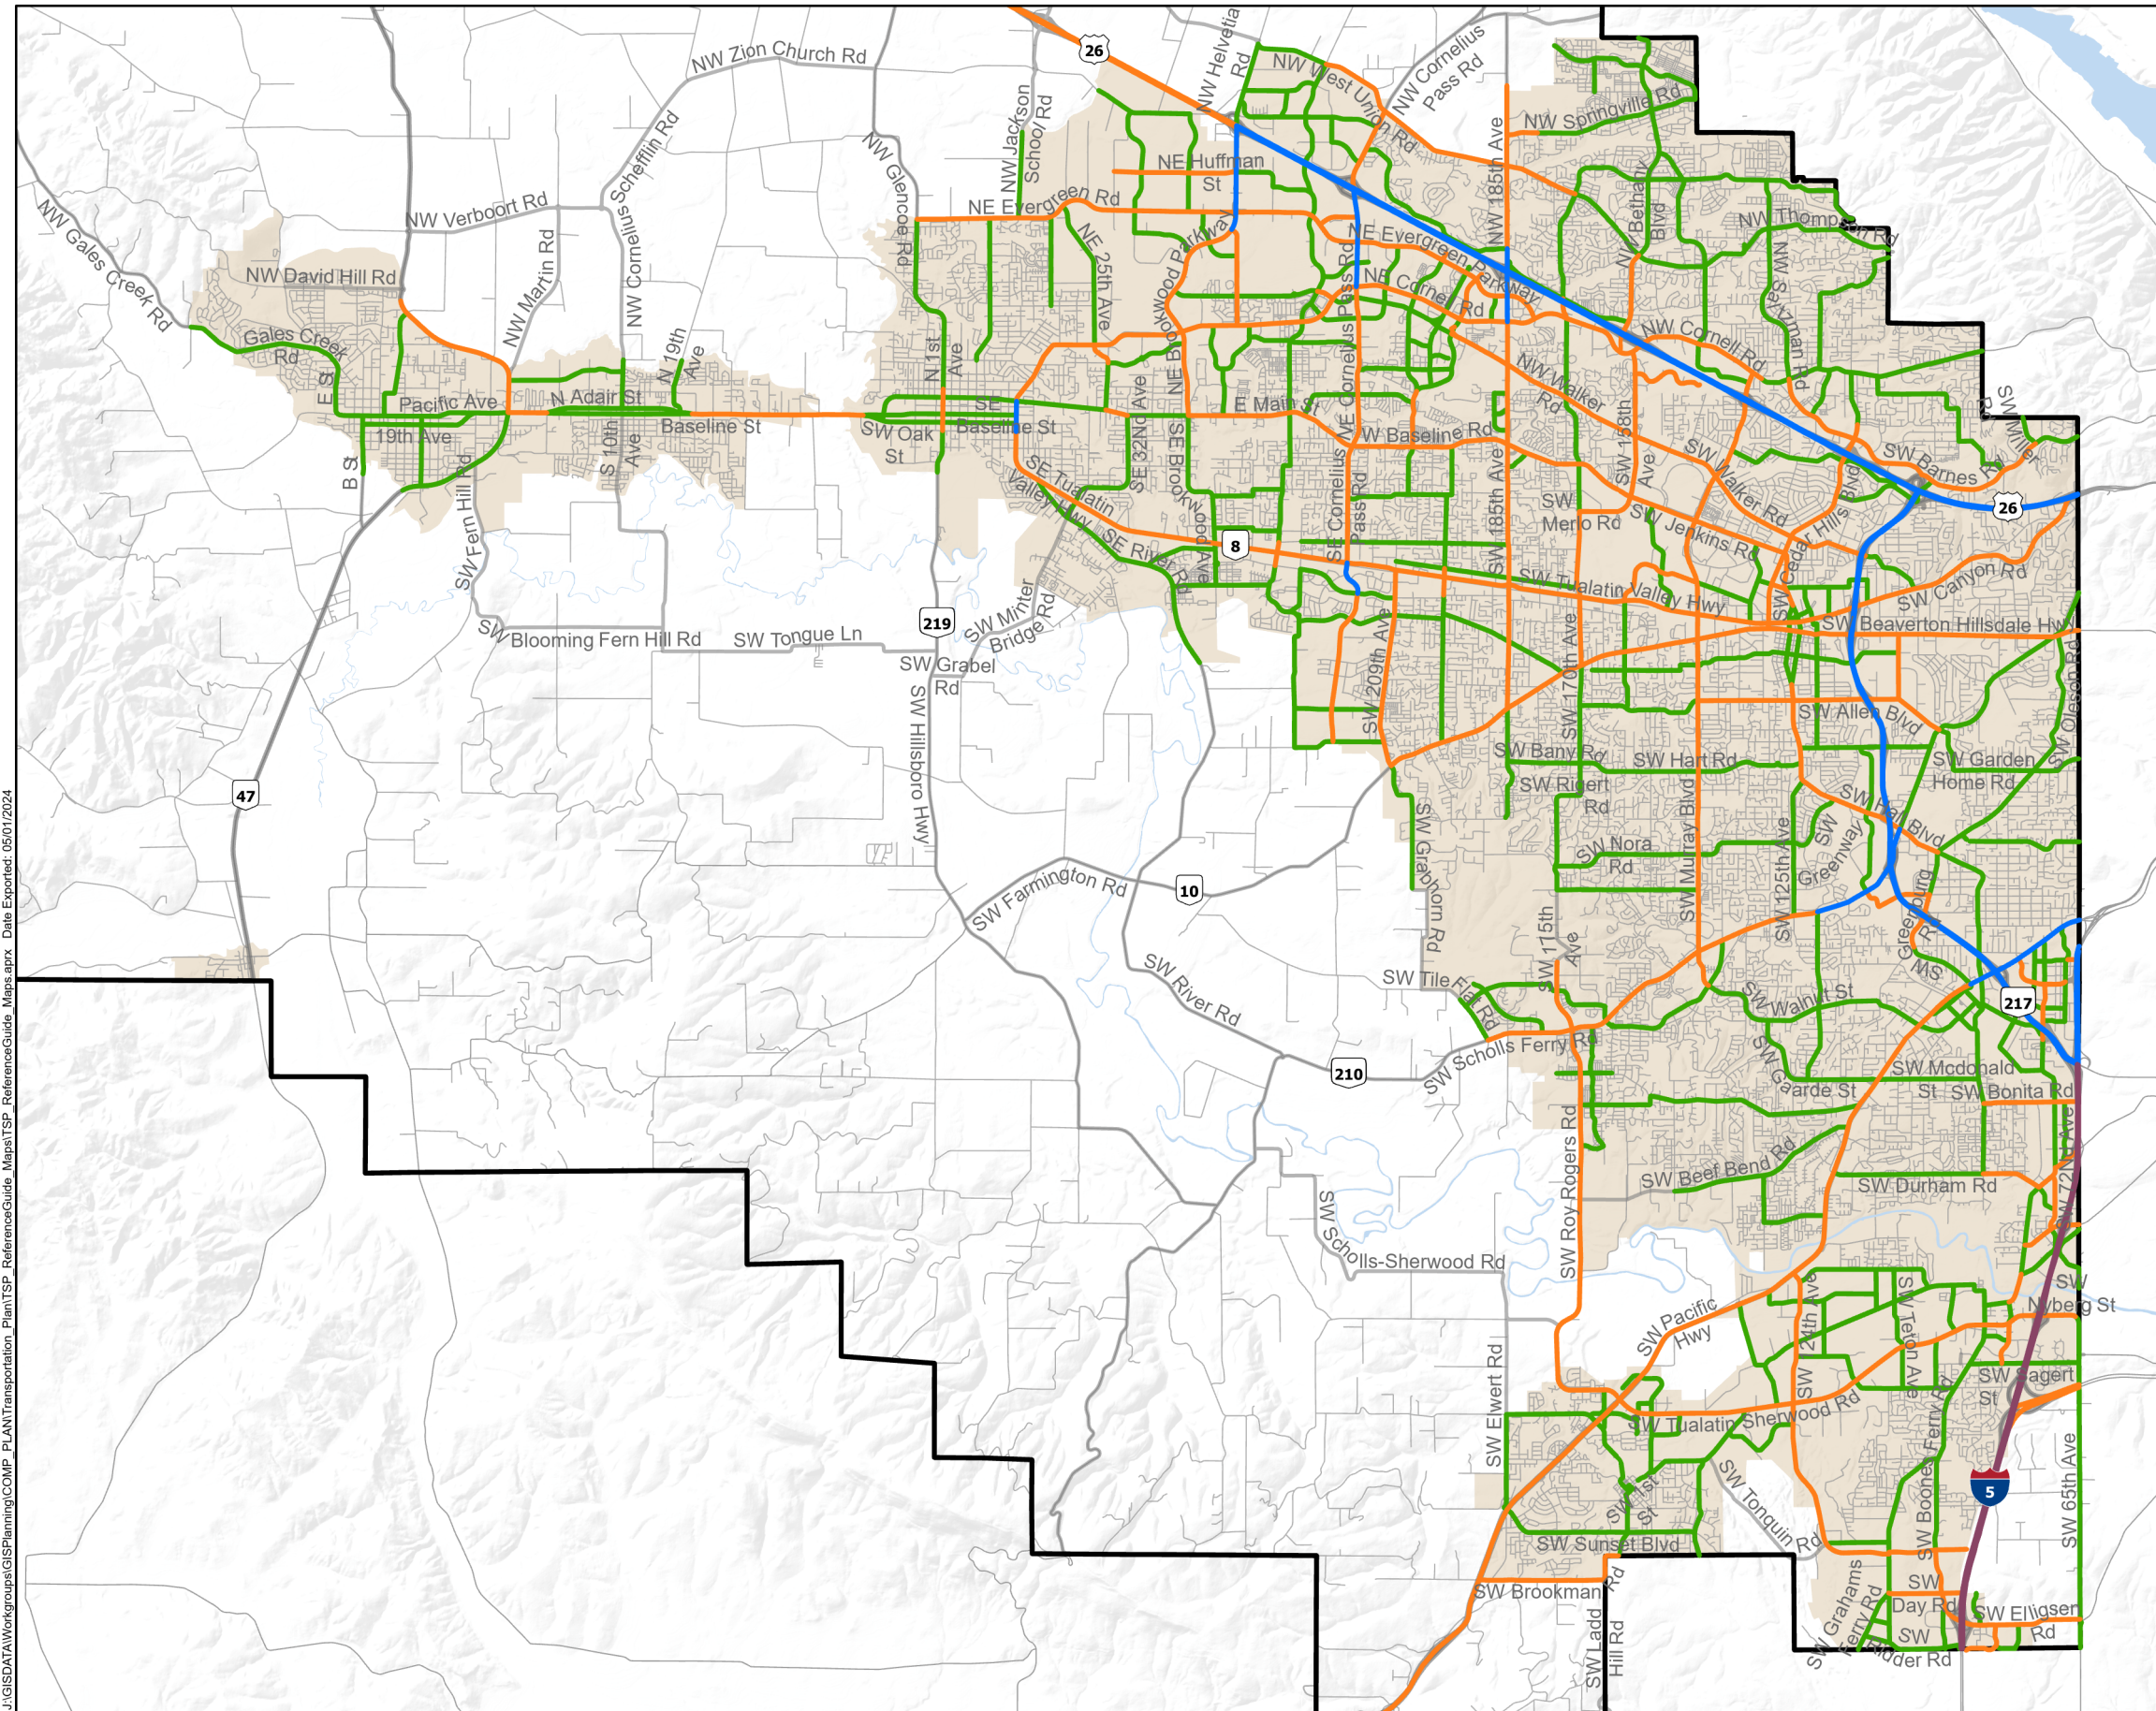 26
NW Zion Church Rd
NW Helvetia
Rd
NW Cornelius
Pass Rd
NW West Union Rd
NW Springville Rd
NW Jackson
School Rd
NW Glencoe Rd
NW Cornelius Schefflin Rd
NE Huffman
St
NW 185th Ave
NW Bethany
Blvd
NW Thompson Rd
NW Saltzman Rd
NE Evergreen Rd
NW Verboort Rd
NW Martin Rd
NW Gales Creek Rd
NW David Hill Rd
NE 25th Ave
NE Brookwood Parkway
NE Evergreen Parkway
NE Cornell Rd
NE Cornelius Pass Rd
NW Cornell Rd
Gales Creek
Rd
E St
N 19th
Ave
N 1st
Ave
NW Walker
Rd
SW 158th
Ave
Pacific Ave
N Adair St
SE
Baseline St
E Main St
W Baseline Rd
SW Miller
Rd
19th Ave
Baseline St
SW Oak
St
SE 32Nd Ave
SE Brookwood Ave
SW Walker Rd
SW Barnes Rd
26
B St
S 10th
Ave
SW Fern Hill Rd
SE Tualatin
Valley Hwy
SE River Rd
8
SE Cornelius
Pass Rd
SW 185th Ave
SW
Merlo Rd
SW Jenkins Rd
SW Cedar Hills Blvd
SW Tualatin Valley Hwy
SW Canyon Rd
SW Beaverton Hillsdale Hwy
219
SW Minter
Bridge Rd
SW Blooming Fern Hill Rd
SW Tongue Ln
SW Grabel
Rd
SW Hillsboro Hwy
SW 209th Ave
SW 170th Ave
SW Allen Blvd
SW Oleson Rd
SW Bany Rd
SW Hart Rd
SW Garden
Home Rd
SW Rigert
Rd
47
SW Hall Blvd
SW Grabhorn Rd
SW Nora
Rd
SW Murray Blvd
SW 125th Ave
SW
Greenway
SW Farmington Rd
10
SW
Greenburg
Rd
SW 175th
Ave
SW River Rd
SW Tile Flat Rd
SW Walnut St
217
210
SW Scholls Ferry Rd
SW Gaarde St
SW Mcdonald
St
SW Bonita Rd
SW 72Nd Ave
SW Roy Rogers Rd
SW Beef Bend Rd
SW Durham Rd
SW Scholls-Sherwood Rd
SW
Nyberg St
SW Pacific
Hwy
SW 124th Ave
SW Teton Ave
SW Elwert Rd
SW Sagert
St
SW Tualatin Sherwood Rd
SW Boones Ferry Rd
SW 65th Ave
5
SW 1st
St
SW Tonquin Rd
SW Sunset Blvd
SW Brookman Rd
SW
Day Rd
SW Elligsen
Rd
SW Grahams
Ferry Rd
SW
Ridder Rd
SW Ladd
Hill Rd
J:\GISDATA\Workgroups\GISPlanning\COMP_PLAN\Transportation_Plan\TSP_ReferenceGuide_Maps\TSP_ReferenceGuide_Maps.aprx Date Exported: 05/01/2024